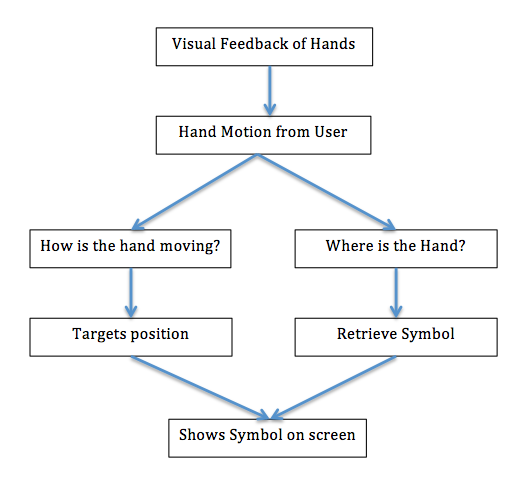 Visual Feedback of Hands
Hand Motion from User
How is the hand moving?
Where is the Hand?
Targets position
Retrieve Symbol
Shows Symbol on screen